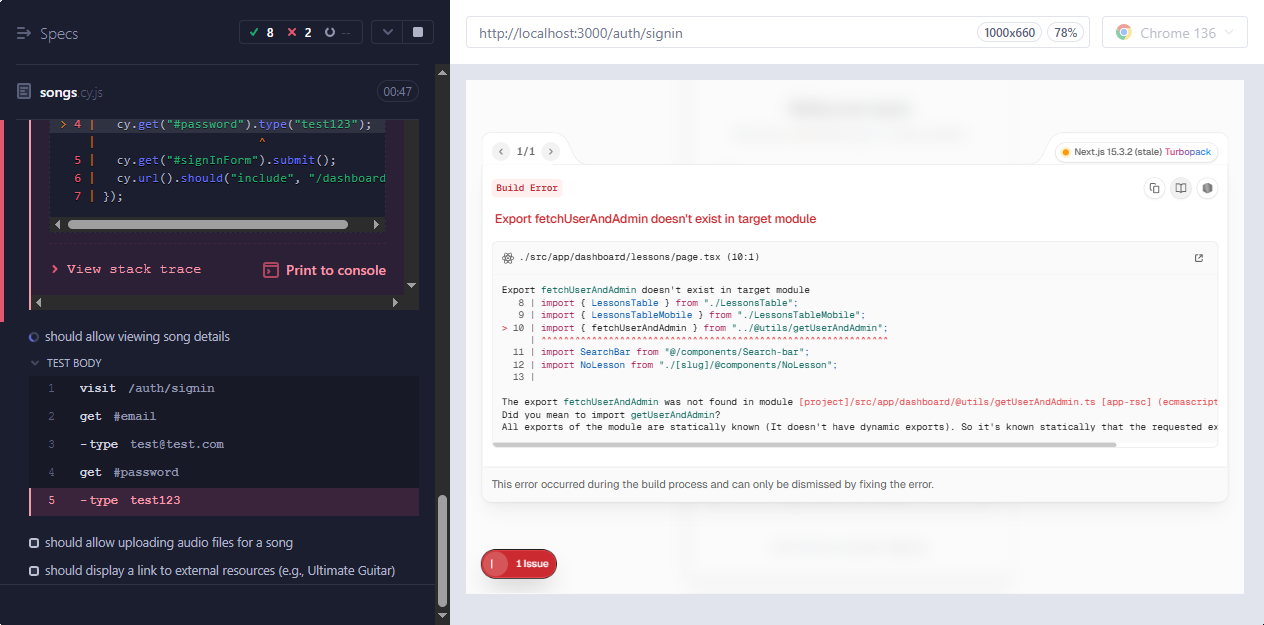 Specs
8 2 --
songs.cy.js
00:47
> 4 | cy.get("#password").type("test123");
| ^
5 | cy.get("#signInForm").submit();
6 | cy.url().should("include", "/dashboard
7 | });
View stack trace
Print to console
should allow viewing song details
TEST BODY
1 visit /auth/signin
2 get #email
3 -type test@test.com
4 get #password
5 -type test123
should allow uploading audio files for a song
should display a link to external resources (e.g., Ultimate Guitar)
http://localhost:3000/auth/signin
1000x660
78%
Chrome 136
1/1
Next.js 15.3.2 (stale) Turbopack
Build Error
Export fetchUserAndAdmin doesn't exist in target module
./src/app/dashboard/lessons/page.tsx (10:1)
Export fetchUserAndAdmin doesn't exist in target module
8 | import { LessonsTable } from "./LessonsTable";
9 | import { LessonsTableMobile } from "./LessonsTableMobile";
> 10 | import { fetchUserAndAdmin } from "../@utils/getUserAndAdmin";
| ^^^^^^^^^^^^^^^^^^^^^^^^^^^^^^^^^^^^^^^^^^^^^^^^^^^^^^^^^^^^^^
11 | import SearchBar from "@/components/Search-bar";
12 | import NoLesson from "./[slug]/@components/NoLesson";
13 |
The export fetchUserAndAdmin was not found in module [project]/src/app/dashboard/@utils/getUserAndAdmin.ts [app-rsc] (ecmascript
Did you mean to import getUserAndAdmin?
All exports of the module are statically known (It doesn't have dynamic exports). So it's known statically that the requested ex
This error occurred during the build process and can only be dismissed by fixing the error.
1 Issue